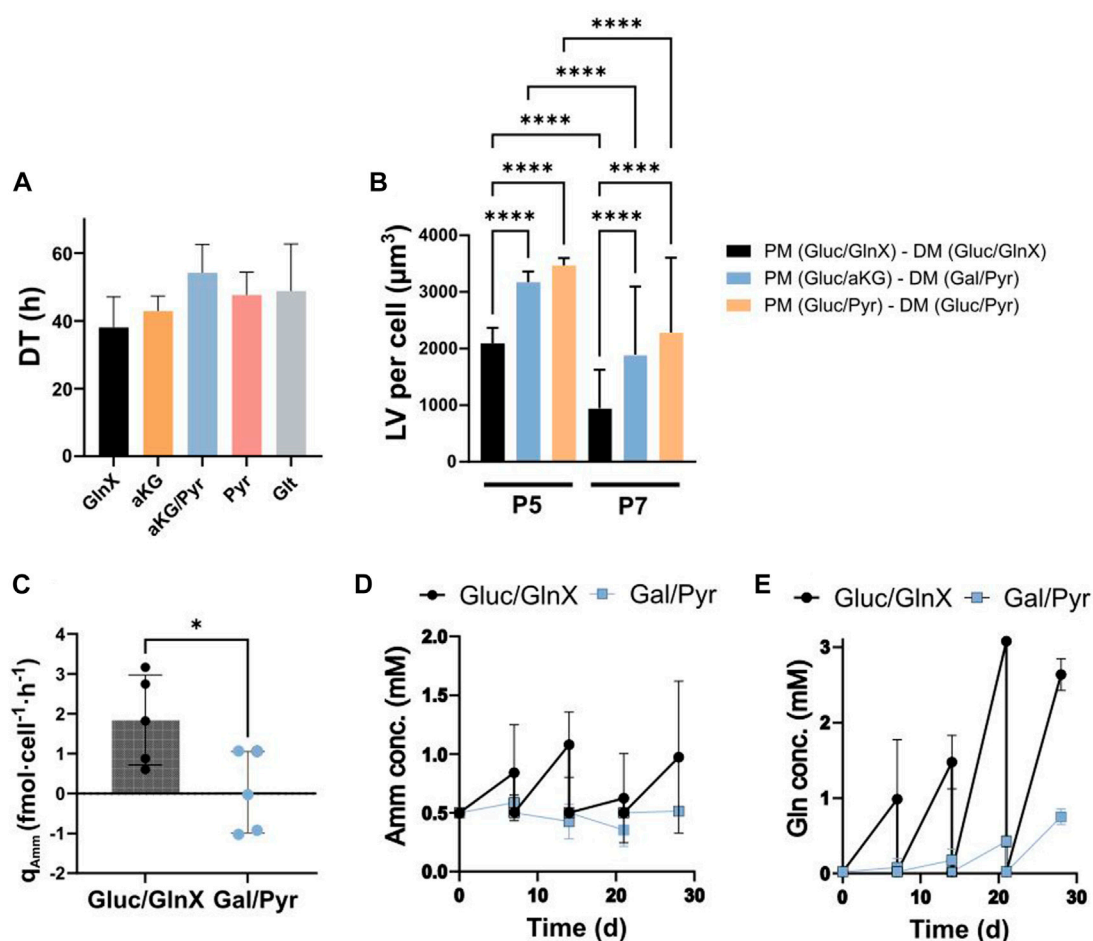 ****
****
****
A
B
****
****
****
****
DT (h)
60
40
20
0
GlnX
aKG
aKG/Pyr
Pyr
Glt
LV per cell (µm³)
4000
3000
2000
1000
0
P5
P7
PM (Gluc/GlnX) - DM (Gluc/GlnX)
PM (Gluc/aKG) - DM (Gal/Pyr)
PM (Gluc/Pyr) - DM (Gluc/Pyr)
C
*
qAmm (fmol·cell⁻¹·h⁻¹)
4
3
2
1
0
-1
-2
Gluc/GlnX
Gal/Pyr
D
Gluc/GlnX
Gal/Pyr
Amm conc. (mM)
2.0
1.5
1.0
0.5
0.0
0
10
20
30
Time (d)
E
Gluc/GlnX
Gal/Pyr
Gln conc. (mM)
3
2
1
0
0
10
20
30
Time (d)